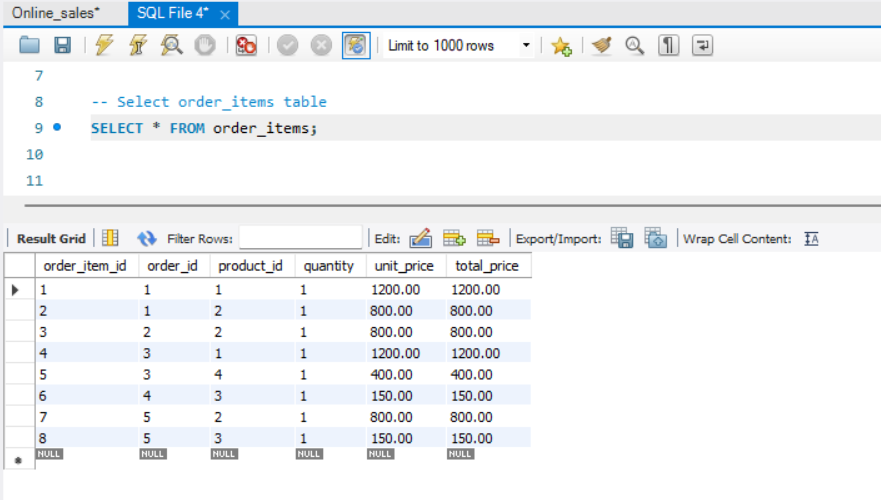 Online_sales* SQL File 4*
Limit to 1000 rows
7
8 -- Select order_items table
9 SELECT * FROM order_items;
10
11
Result Grid Filter Rows: Edit: Export/Import: Wrap Cell Content:
order_item_id order_id product_id quantity unit_price total_price
1 1 1 1 1200.00 1200.00
2 1 2 1 800.00 800.00
3 2 2 1 800.00 800.00
4 3 1 1 1200.00 1200.00
5 3 4 1 400.00 400.00
6 4 3 1 150.00 150.00
7 5 2 1 800.00 800.00
8 5 3 1 150.00 150.00
NULL NULL NULL NULL NULL NULL